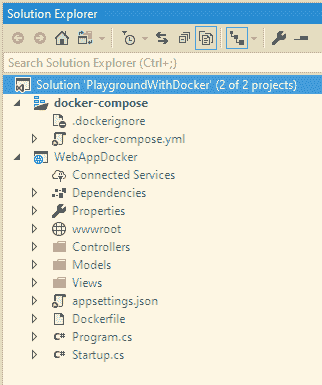 Solution Explorer
Search Solution Explorer (Ctrl+;)
Solution 'PlaygroundWithDocker' (2 of 2 projects)
docker-compose
.dockerignore
docker-compose.yml
WebAppDocker
Connected Services
Dependencies
Properties
wwwroot
Controllers
Models
Views
appsettings.json
Dockerfile
C# Program.cs
C# Startup.cs